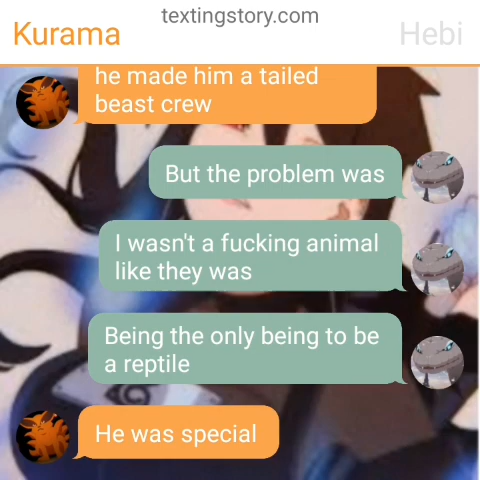 textingstory.com
Kurama
Hebi
he made him a tailed
beast crew
But the problem was
I wasn't a fucking animal
like they was
Being the only being to be
a reptile
He was special